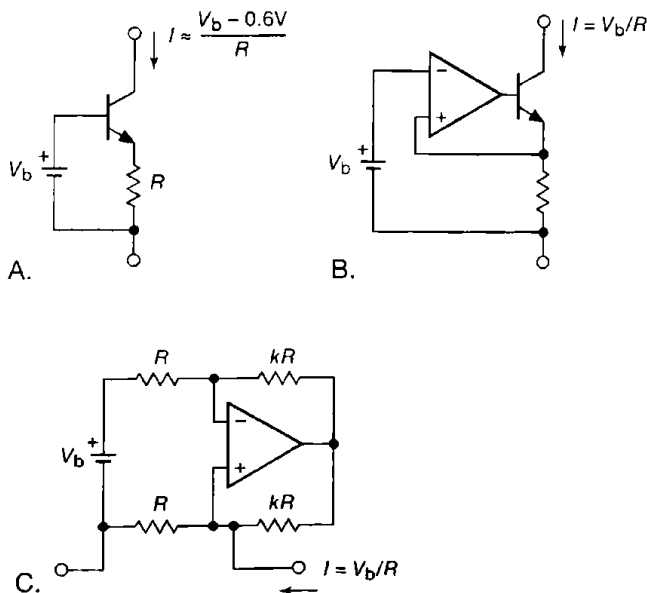 I ≈ (V_b − 0.6V)/R
V_b
+
R
A.
I = V_b/R
−
+
V_b
+
B.
R
kR
−
+
V_b
+
R
kR
I = V_b/R
C.